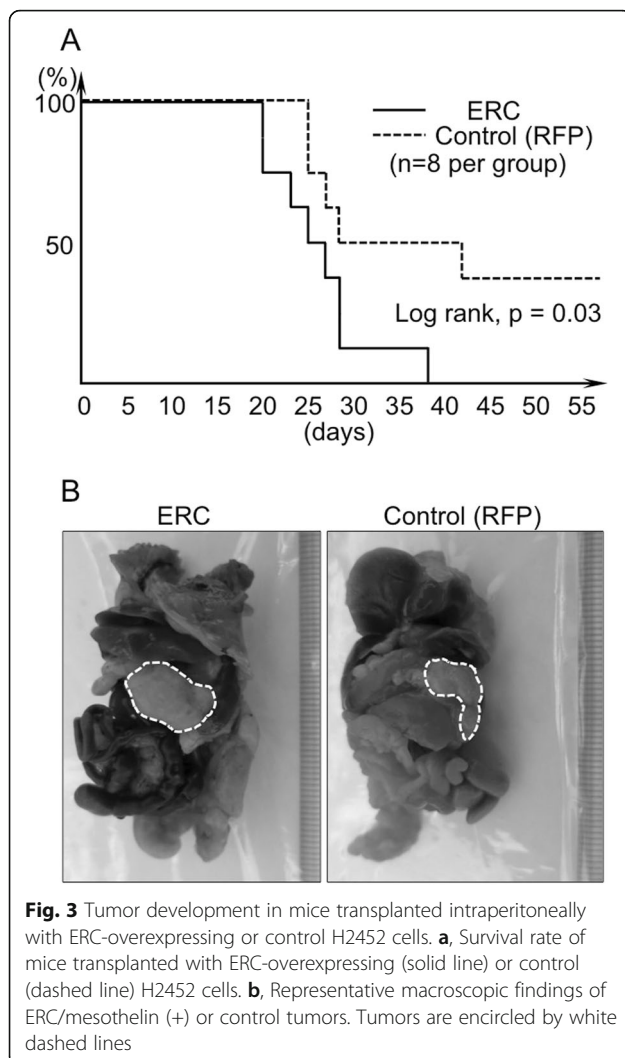 A
(%)
100
ERC
Control (RFP)
(n=8 per group)
50
Log rank, p = 0.03
0 5 10 15 20 25 30 35 40 45 50 55
(days)
B
ERC Control (RFP)
Fig. 3 Tumor development in mice transplanted intraperitoneally
with ERC-overexpressing or control H2452 cells. a, Survival rate of
mice transplanted with ERC-overexpressing (solid line) or control
(dashed line) H2452 cells. b, Representative macroscopic findings of
ERC/mesothelin (+) or control tumors. Tumors are encircled by white
dashed lines